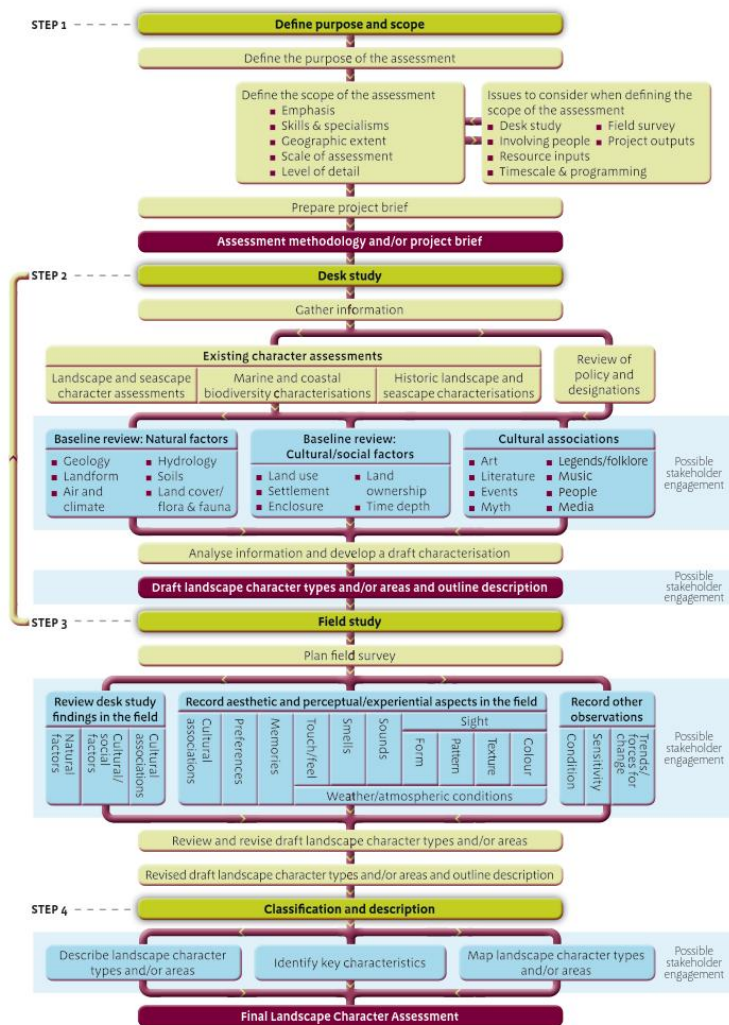 STEP 1
Define purpose and scope
Define the purpose of the assessment
Define the scope of the assessment
Emphasis
Skills & specialisms
Geographic extent
Scale of assessment
Level of detail
Issues to consider when defining the
scope of the assessment
Desk study
Involving people
Resource inputs
Timescale & programming
Field survey
Project outputs
Prepare project brief
Assessment methodology and/or project brief
STEP 2
Desk study
Gather information
Existing character assessments
Landscape and seascape
character assessments
Marine and coastal
biodiversity characterisations
Historic landscape and
seascape characterisations
Review of
policy and
designations
Baseline review: Natural factors
Geology
Landform
Air and
climate
Hydrology
Soils
Land cover/
flora & fauna
Baseline review:
Cultural/social factors
Land use
Settlement
Enclosure
Land
ownership
Time depth
Cultural associations
Art
Literature
Events
Myth
Legends/folklore
Music
People
Media
Possible
stakeholder
engagement
Analyse information and develop a draft characterisation
Draft landscape character types and/or areas and outline description
Possible
stakeholder
engagement
STEP 3
Field study
Plan field survey
Review desk study
findings in the field
Natural
factors
Cultural/
social
factors
Cultural associations
Record aesthetic and perceptual/experiential aspects in the field
Cultural
associations
Preferences
Memories
Touch/feel
Smells
Sounds
Sight
Form
Pattern
Texture
Colour
Weather/atmospheric conditions
Record other
observations
Condition
Sensitivity
Trends/
forces for
change
Possible
stakeholder
engagement
Review and revise draft landscape character types and/or areas
Revised draft landscape character types and/or areas and outline description
STEP 4
Classification and description
Describe landscape character
types and/or areas
Identify key characteristics
Map landscape character types
and/or areas
Possible
stakeholder
engagement
Final Landscape Character Assessment